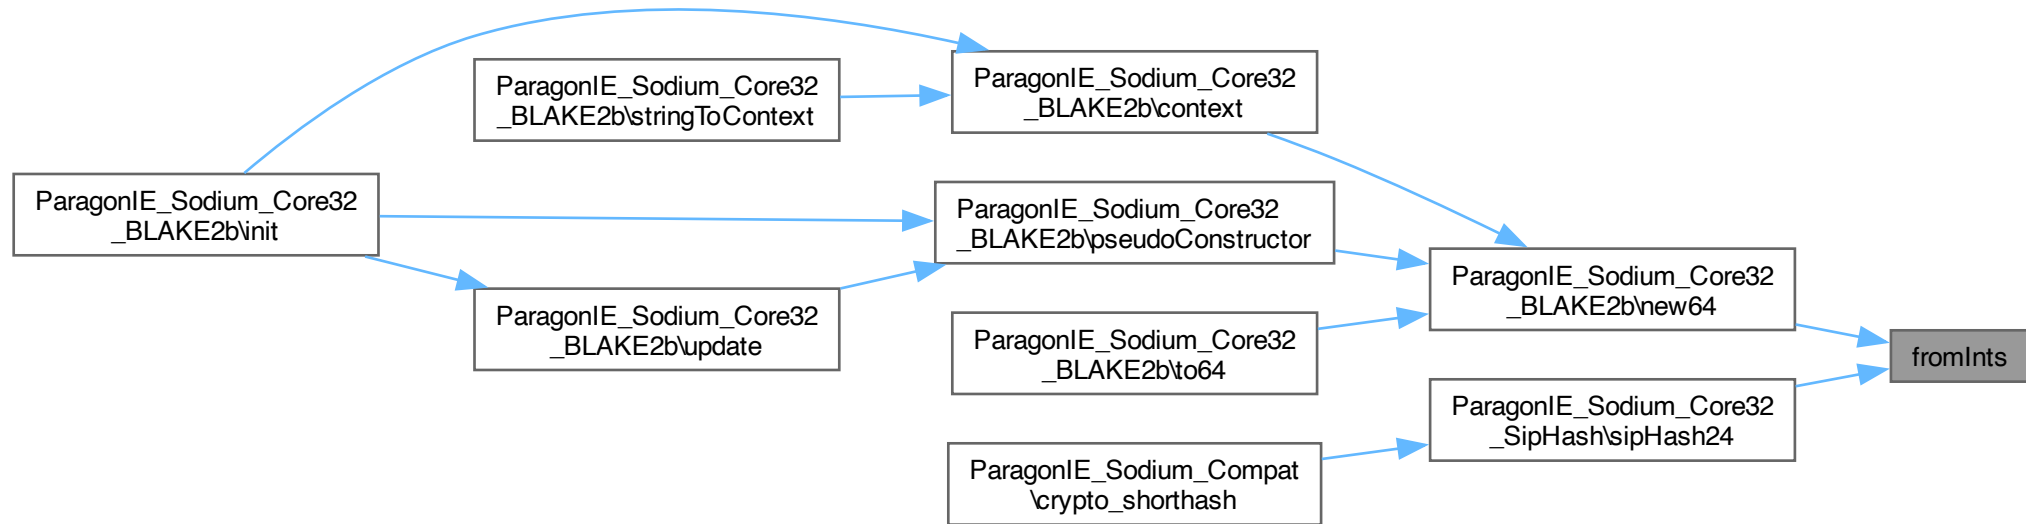 ParagonIE_Sodium_Core32
_BLAKE2b\stringToContext
ParagonIE_Sodium_Core32
_BLAKE2b\context
ParagonIE_Sodium_Core32
_BLAKE2b\init
ParagonIE_Sodium_Core32
_BLAKE2b\pseudoConstructor
ParagonIE_Sodium_Core32
_BLAKE2b\update
ParagonIE_Sodium_Core32
_BLAKE2b\new64
ParagonIE_Sodium_Core32
_BLAKE2b\to64
fromInts
ParagonIE_Sodium_Core32
_SipHash\sipHash24
ParagonIE_Sodium_Compat
\crypto_shorthash